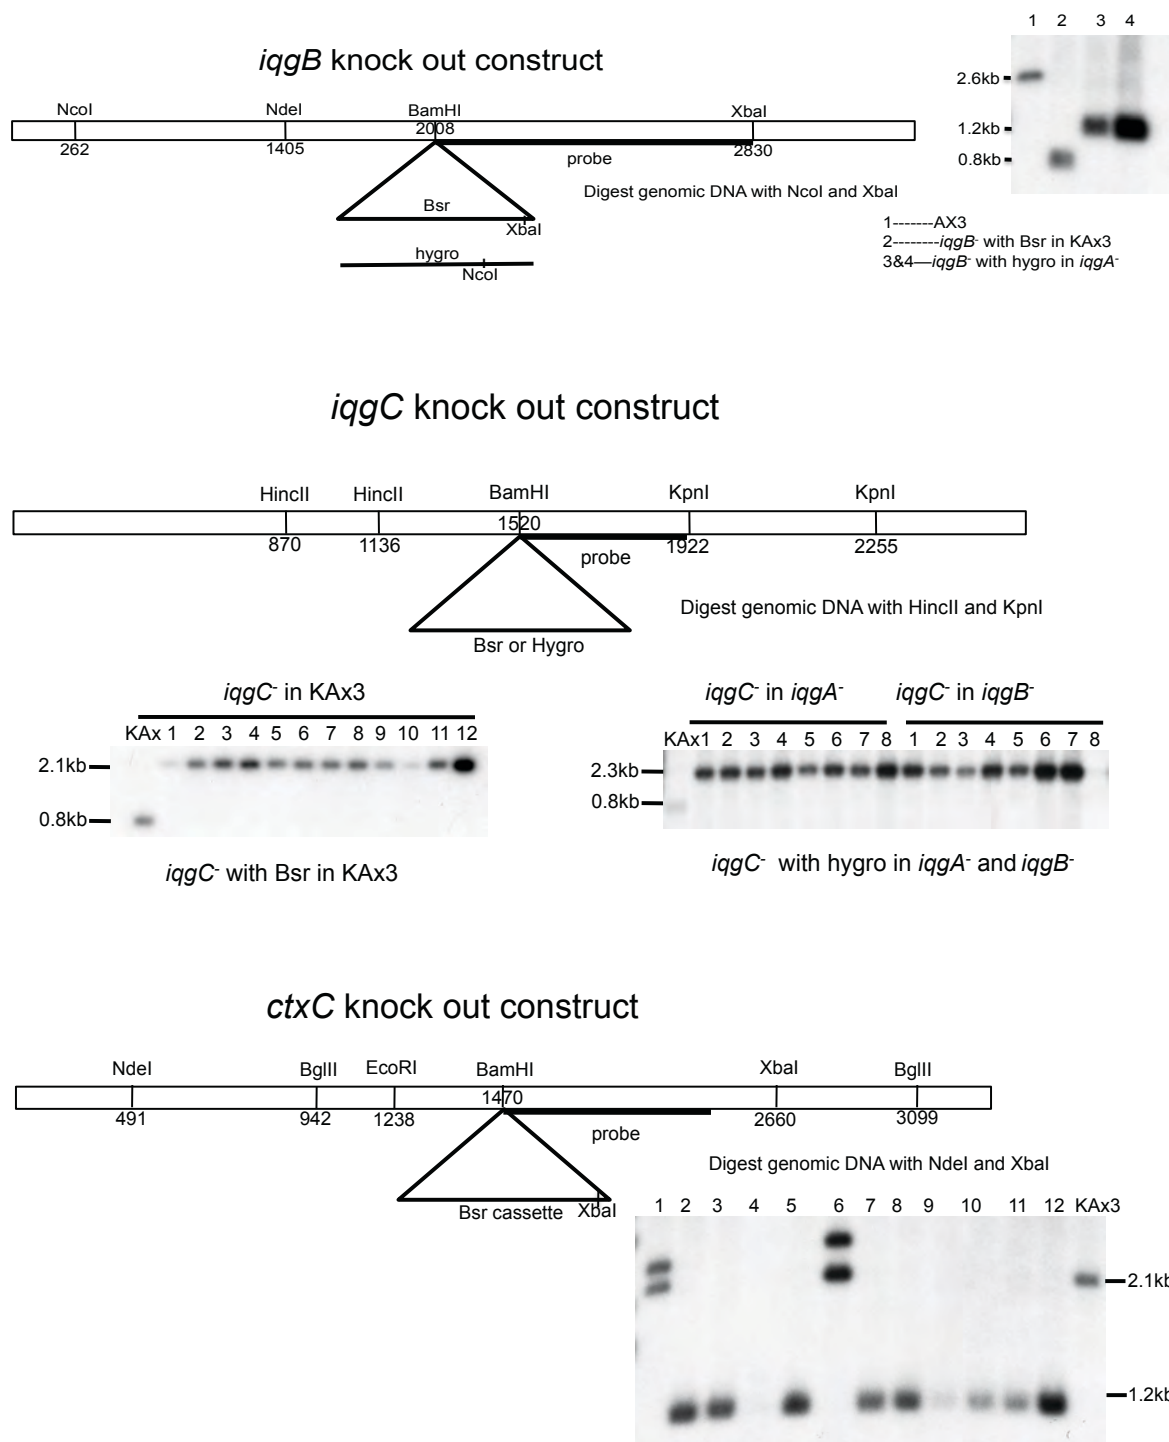 iqgB knock out construct
NcoI NdeI BamHI XbaI
2008
262 1405 2830
probe
Digest genomic DNA with NcoI and XbaI
Bsr
XbaI
hygro
NcoI
1 2 3 4
2.6kb
1.2kb
0.8kb
1-------AX3
2--------iqgB- with Bsr in KAx3
3&4—iqgB- with hygro in iqgA-
iqgC knock out construct
HincII HincII BamHI KpnI KpnI
1520
870 1136 1922 2255
probe
Digest genomic DNA with HincII and KpnI
Bsr or Hygro
iqgC- in KAx3
KAx 1 2 3 4 5 6 7 8 9 10 11 12
2.1kb
0.8kb
iqgC- with Bsr in KAx3
iqgC- in iqgA- iqgC- in iqgB-
KAx1 2 3 4 5 6 7 8 1 2 3 4 5 6 7 8
2.3kb
0.8kb
iqgC- with hygro in iqgA- and iqgB-
ctxC knock out construct
NdeI BglII EcoRI BamHI XbaI BglII
1470
491 942 1238 2660 3099
probe
Digest genomic DNA with NdeI and XbaI
Bsr cassette XbaI
1 2 3 4 5 6 7 8 9 10 11 12 KAx3
2.1kb
1.2kb